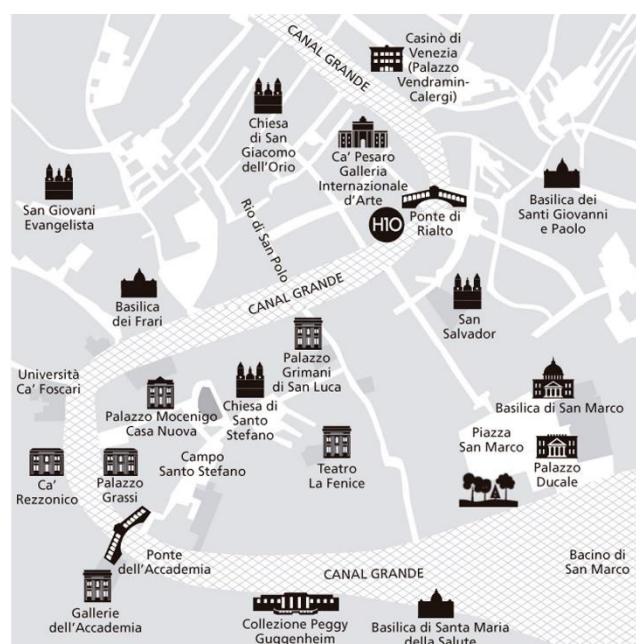 CANAL GRANDE
Casinò di
Venezia
(Palazzo
Vendramin-
Calergi)
Chiesa
di San
Giacomo
dell'Orio
Ca' Pesaro
Galleria
Internazionale
d'Arte
San Giovani
Evangelista
Rio di San Polo
H10
Ponte di
Rialto
Basilica dei
Santi Giovanni
e Paolo
CANAL GRANDE
Basilica
dei Frari
San
Salvador
Palazzo
Grimani
di San Luca
Università
Ca' Foscari
Palazzo Mocenigo
Casa Nuova
Chiesa di
Santo
Stefano
Basilica di San Marco
Campo
Santo Stefano
Teatro
La Fenice
Piazza
San Marco
Palazzo
Ducale
Ca'
Rezzonico
Palazzo
Grassi
Ponte
dell'Accademia
Bacino di
San Marco
CANAL GRANDE
Gallerie
dell'Accademia
Collezione Peggy
Guggenheim
Basilica di Santa Maria
della Salute